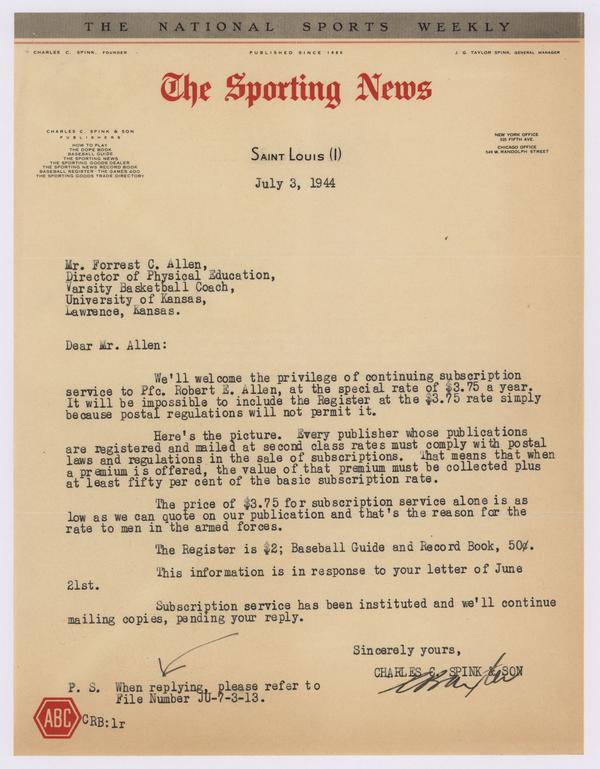 THE NATIONAL SPORTS WEEKLY
CHARLES C. SPINK, FOUNDER
PUBLISHED SINCE 1886
J. G. TAYLOR SPINK, GENERAL MANAGER
The Sporting News
CHARLES C. SPINK & SON
PUBLISHERS
HOW TO PLAY
THE DOPE BOOK
BASEBALL GUIDE
THE SPORTING NEWS
THE SPORTING GOODS DEALER
THE SPORTING NEWS RECORD BOOK
BASEBALL REGISTER · THE GAMES 400
THE SPORTING GOODS TRADE DIRECTORY
NEW YORK OFFICE
535 FIFTH AVE.
CHICAGO OFFICE
549 W. RANDOLPH STREET
SAINT LOUIS (1)
July 3, 1944
Mr. Forrest C. Allen,
Director of Physical Education,
Varsity Basketball Coach,
University of Kansas,
Lawrence, Kansas.
Dear Mr. Allen:
We'll welcome the privilege of continuing subscription
service to Pfc. Robert E. Allen, at the special rate of $3.75 a year.
It will be impossible to include the Register at the $3.75 rate simply
because postal regulations will not permit it.
Here's the picture. Every publisher whose publications
are registered and mailed at second class rates must comply with postal
laws and regulations in the sale of subscriptions. That means that when
a premium is offered, the value of that premium must be collected plus
at least fifty per cent of the basic subscription rate.
The price of $3.75 for subscription service alone is as
low as we can quote on our publication and that's the reason for the
rate to men in the armed forces.
The Register is $2; Baseball Guide and Record Book, 50¢.
This information is in response to your letter of June
21st.
Subscription service has been instituted and we'll continue
mailing copies, pending your reply.
Sincerely yours,
CHARLES C. SPINK & SON
P. S. When replying, please refer to
File Number JU-7-3-13.
ABC
CRB:lr